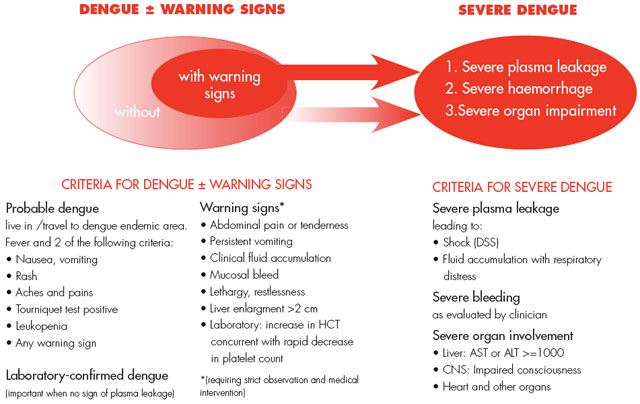 DENGUE ± WARNING SIGNS
SEVERE DENGUE
with warning
signs
without
1. Severe plasma leakage
2. Severe haemorrhage
3.Severe organ impairment
CRITERIA FOR DENGUE ± WARNING SIGNS
Probable dengue
live in /travel to dengue endemic area.
Fever and 2 of the following criteria:
• Nausea, vomiting
• Rash
• Aches and pains
• Tourniquet test positive
• Leukopenia
• Any warning sign
Laboratory-confirmed dengue
(important when no sign of plasma leakage)
Warning signs*
• Abdominal pain or tenderness
• Persistent vomiting
• Clinical fluid accumulation
• Mucosal bleed
• Lethargy, restlessness
• Liver enlargment >2 cm
• Laboratory: increase in HCT
concurrent with rapid decrease
in platelet count
*(requiring strict observation and medical
intervention)
CRITERIA FOR SEVERE DENGUE
Severe plasma leakage
leading to:
• Shock (DSS)
• Fluid accumulation with respiratory
distress
Severe bleeding
as evaluated by clinician
Severe organ involvement
• Liver: AST or ALT >=1000
• CNS: Impaired consciousness
• Heart and other organs